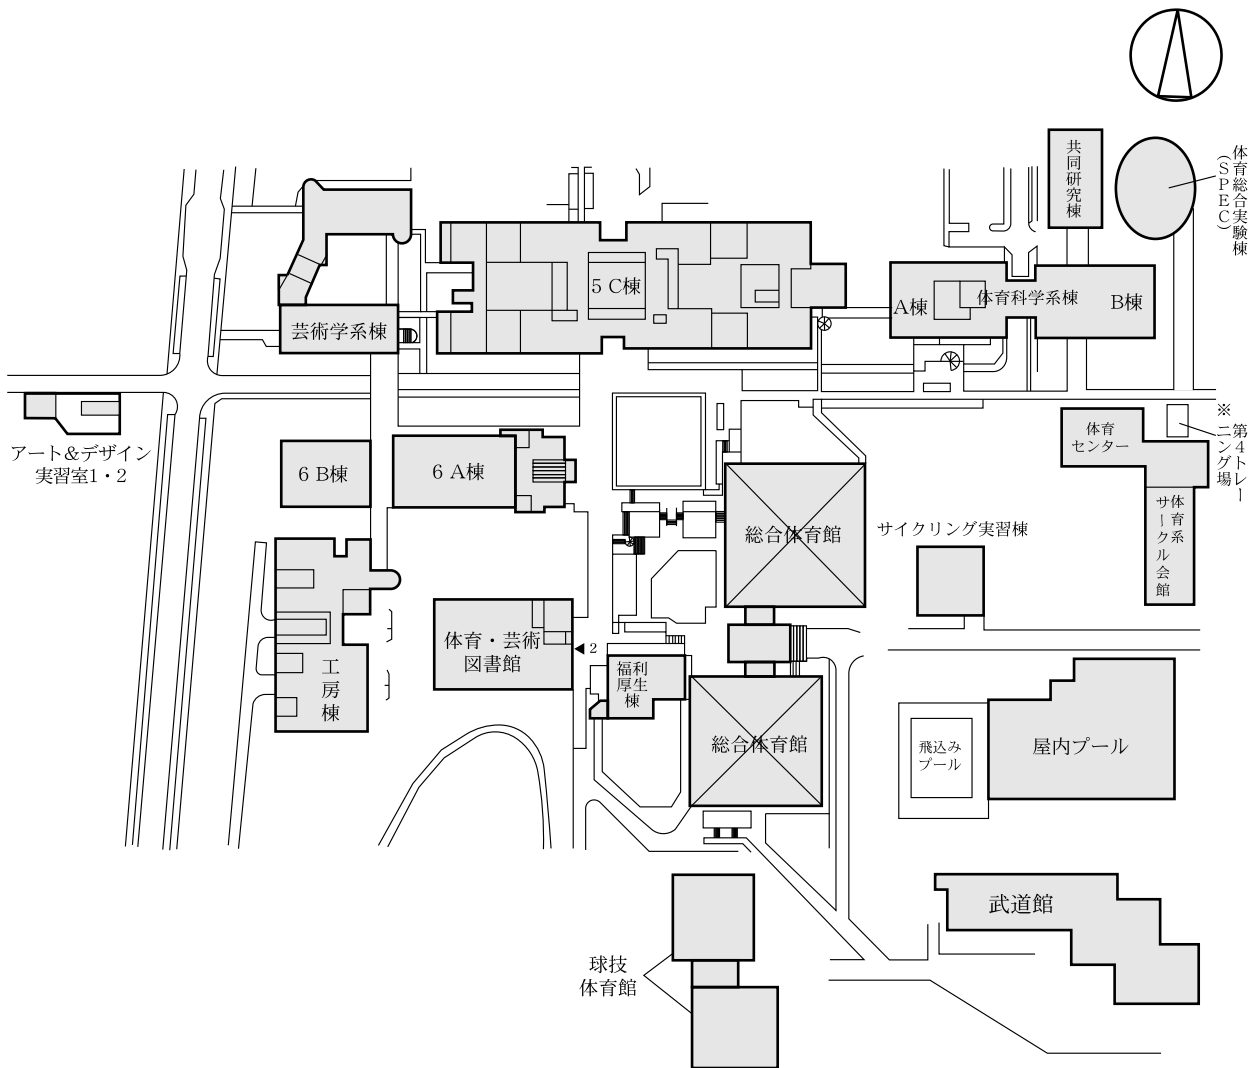 共同研究棟
体育総合実験棟
（ＳＰＥＣ）
5 C棟
A棟
体育科学系棟
B棟
芸術学系棟
アート＆デザイン
実習室1・2
6 B棟
6 A棟
体育
センター
※
第４トレー
ニング場
体育系
サークル会館
総合体育館
サイクリング実習棟
体育・芸術
図書館
2
福利
厚生
棟
工
房
棟
総合体育館
飛込み
プール
屋内プール
武道館
球技
体育館